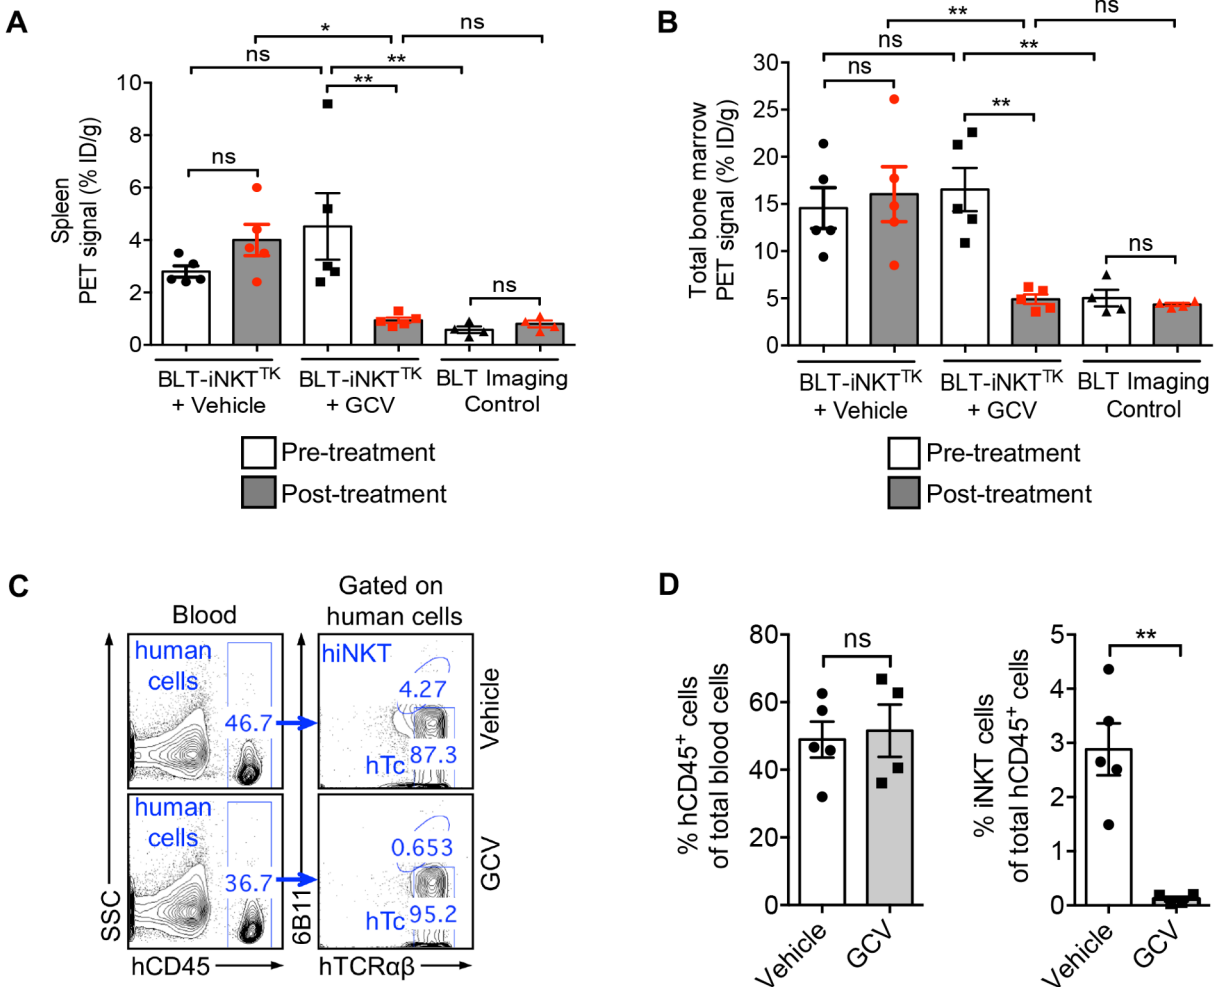 A
B
* ns
ns **
**
ns
** ns
ns **
ns
**
ns
Spleen
PET signal (% ID/g)
10
8
6
4
2
0
Total bone marrow
PET signal (% ID/g)
30
25
20
15
10
5
0
ns
BLT-iNKTTK
+ Vehicle
BLT-iNKTTK
+ GCV
BLT Imaging
Control
BLT-iNKTTK
+ Vehicle
BLT-iNKTTK
+ GCV
BLT Imaging
Control
Pre-treatment
Post-treatment
Pre-treatment
Post-treatment
C
Blood
Gated on
human cells
human
cells
46.7
hiNKT
4.27
hTc 87.3
Vehicle
human
cells
36.7
0.653
hTc 95.2
GCV
SSC
6B11
hCD45
hTCRαβ
D
% hCD45+ cells
of total blood cells
80
60
40
20
0
ns
Vehicle
GCV
% iNKT cells
of total hCD45+ cells
5
4
3
2
1
0
**
Vehicle
GCV